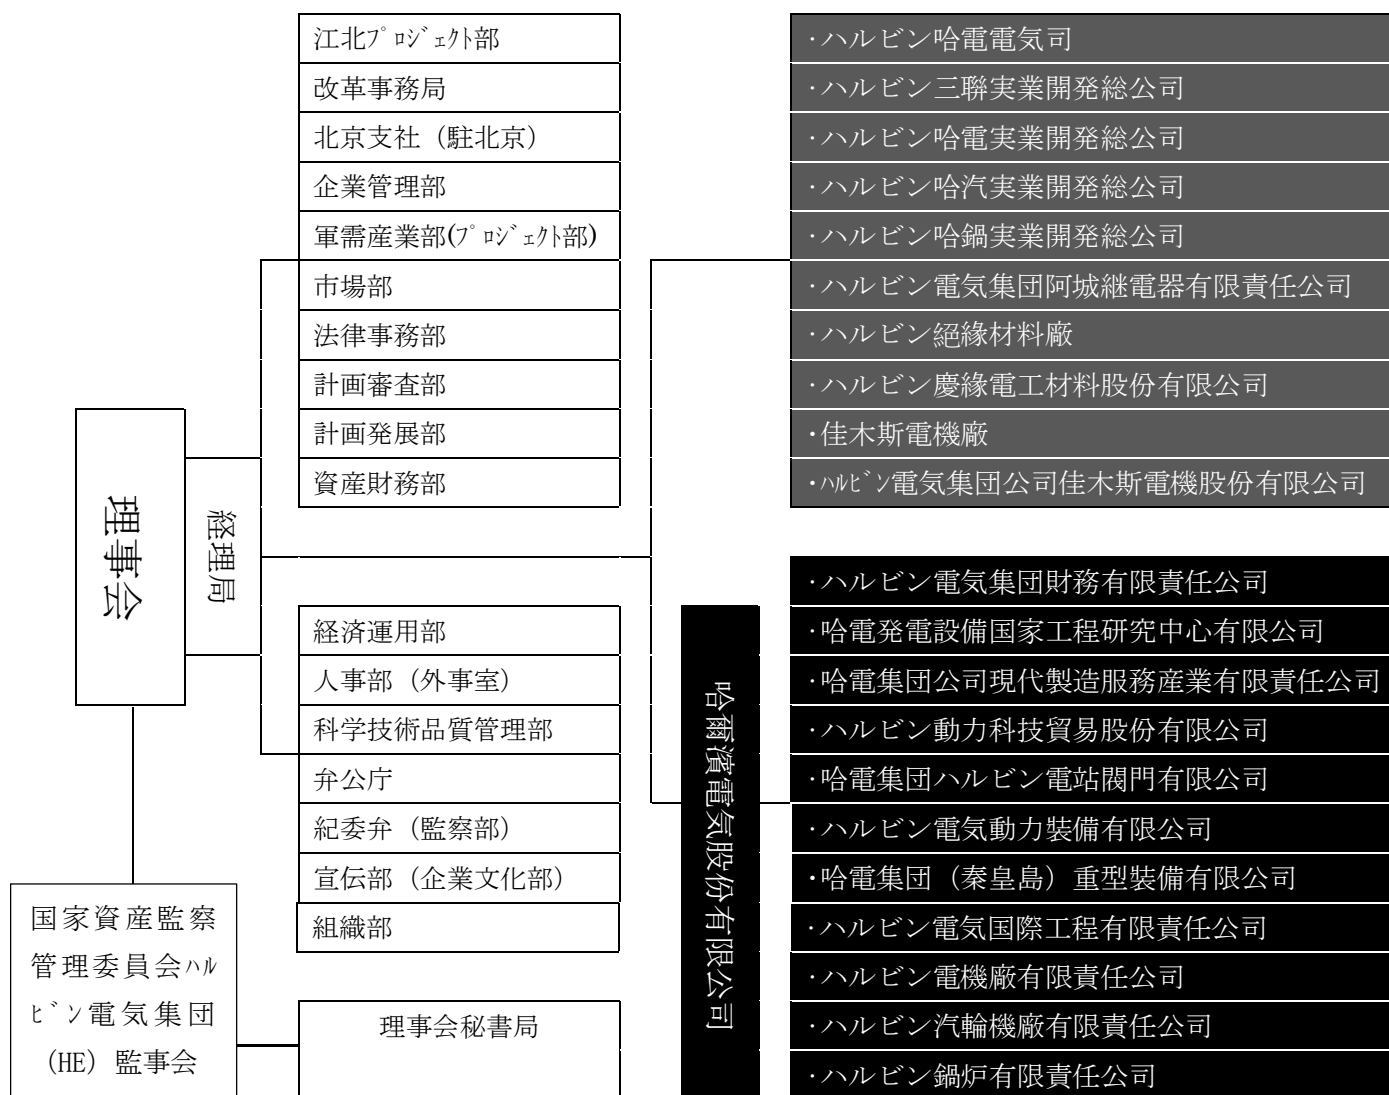 江北プロジェクト部
改革事務局
北京支社（駐北京）
企業管理部
軍需産業部(プロジェクト部)
市場部
法律事務部
計画審査部
計画発展部
資産財務部
・ハルビン哈電電気司
・ハルビン三聯実業開発総公司
・ハルビン哈電実業開発総公司
・ハルビン哈汽実業開発総公司
・ハルビン哈鍋実業開発総公司
・ハルビン電気集団阿城継電器有限責任公司
・ハルビン絕緣材料廠
・ハルビン慶緣電工材料股份有限公司
・佳木斯電機廠
・ハルビン電気集団公司佳木斯電機股份有限公司
理事会
経理局
経済運用部
人事部（外事室）
科学技術品質管理部
弁公庁
紀委弁（監察部）
宣伝部（企業文化部）
組織部
哈爾濱電気股份有限公司
・ハルビン電気集団財務有限責任公司
・哈電発電設備国家工程研究中心有限公司
・哈電集団公司現代製造服務産業有限責任公司
・ハルビン動力科技貿易股份有限公司
・哈電集団ハルビン電站閥門有限公司
・ハルビン電気動力装備有限公司
・哈電集団（秦皇島）重型装備有限公司
・ハルビン電気国際工程有限責任公司
・ハルビン電機廠有限責任公司
・ハルビン汽輪機廠有限責任公司
・ハルビン鍋炉有限責任公司
国家資産監察
管理委員会ハル
ビン電気集団
（HE）監事会
理事会秘書局